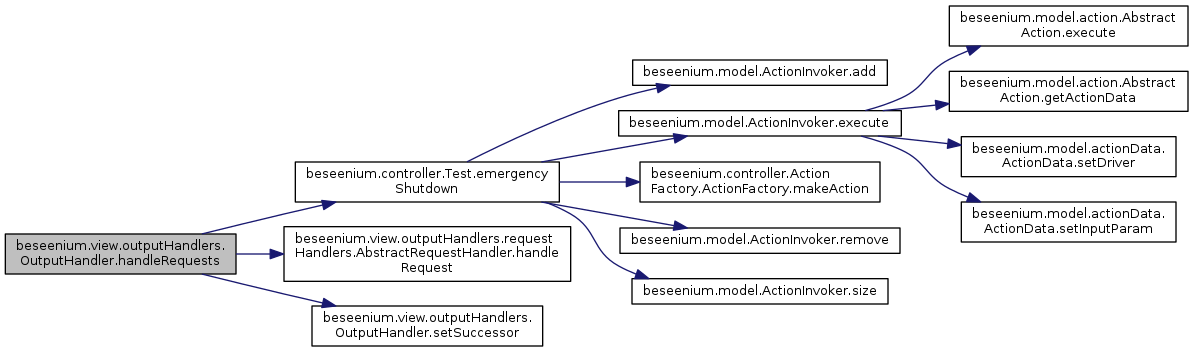 beseenium.view.outputHandlers.
OutputHandler.handleRequests
beseenium.controller.Test.emergency
Shutdown
beseenium.view.outputHandlers.request
Handlers.AbstractRequestHandler.handle
Request
beseenium.view.outputHandlers.
OutputHandler.setSuccessor
beseenium.model.ActionInvoker.add
beseenium.model.ActionInvoker.execute
beseenium.controller.Action
Factory.ActionFactory.makeAction
beseenium.model.ActionInvoker.remove
beseenium.model.ActionInvoker.size
beseenium.model.action.Abstract
Action.execute
beseenium.model.action.Abstract
Action.getActionData
beseenium.model.actionData.
ActionData.setDriver
beseenium.model.actionData.
ActionData.setInputParam